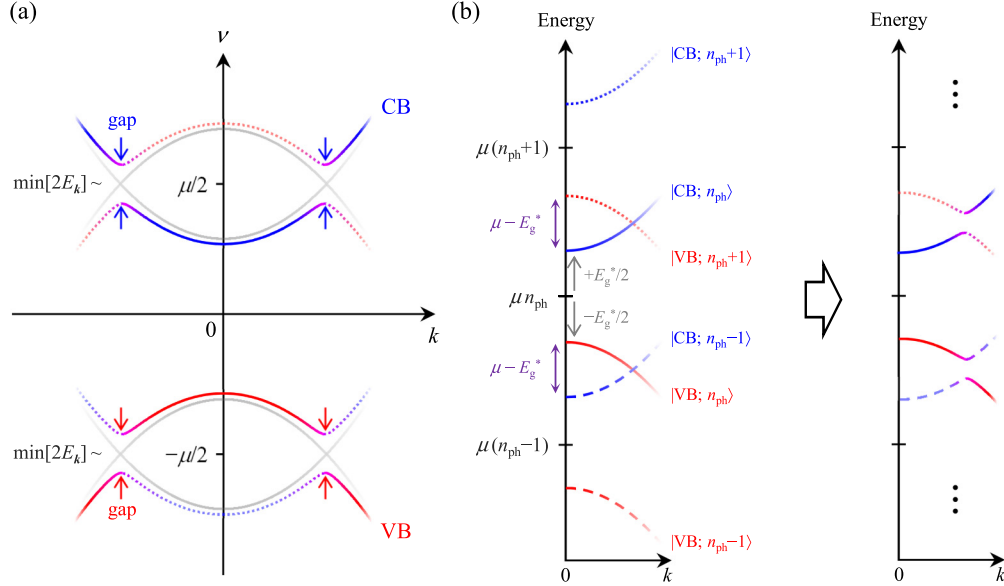 (a)
ν
CB
gap
min[2E_k] ~
μ/2
0
k
min[2E_k] ~
−μ/2
gap
VB
(b)
Energy
|CB; n_ph+1⟩
μ(n_ph+1)
|CB; n_ph⟩
μ − E_g*
|VB; n_ph+1⟩
+E_g*/2
μ n_ph
−E_g*/2
|CB; n_ph−1⟩
μ − E_g*
|VB; n_ph⟩
μ(n_ph−1)
|VB; n_ph−1⟩
0
k
Energy
0
k